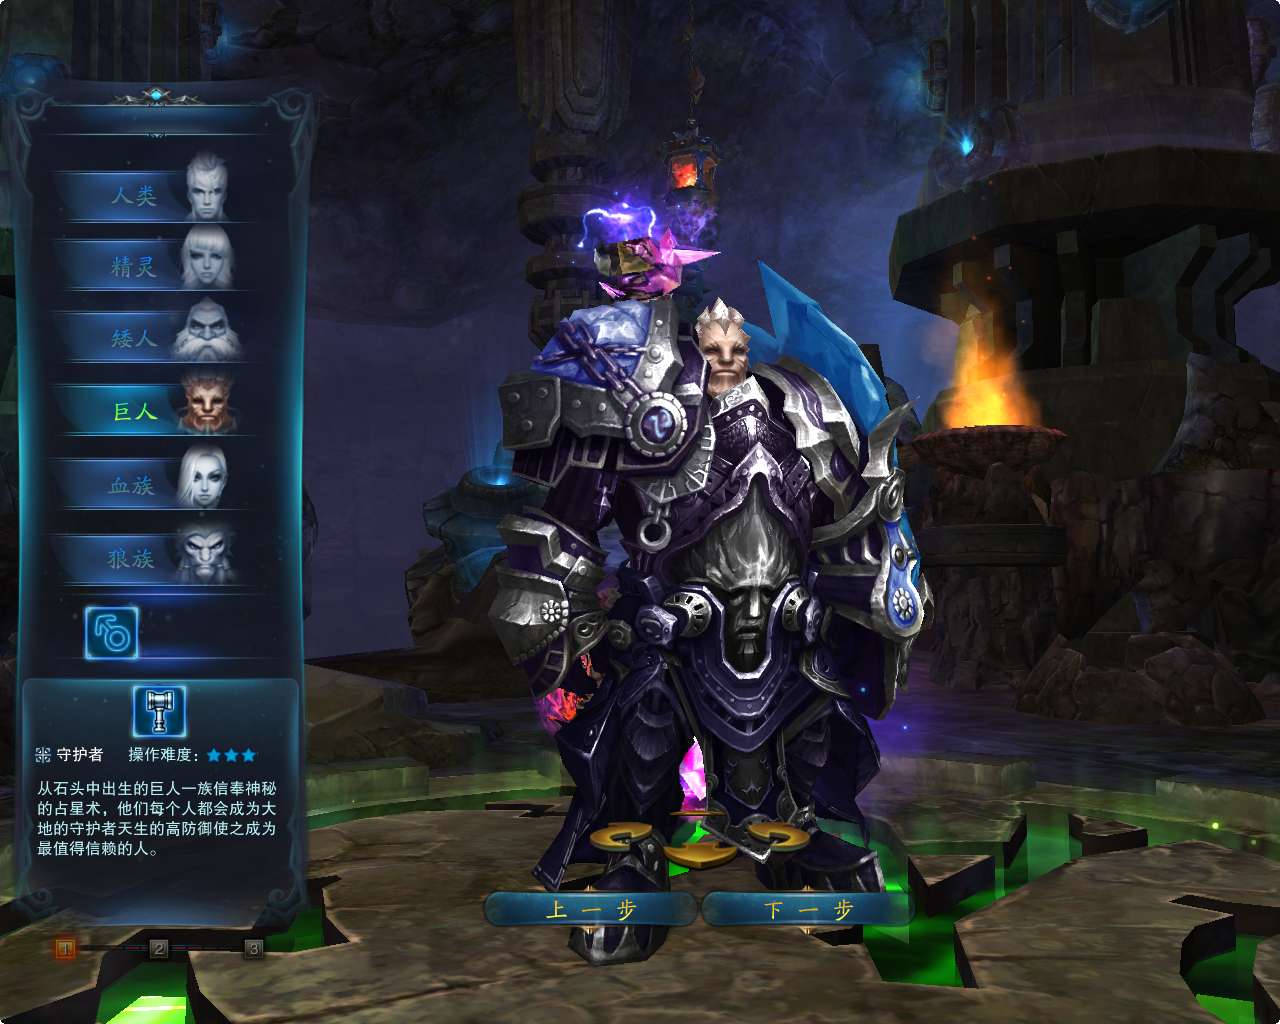 人类
精灵
矮人
巨人
血族
狼族
守护者 操作难度：★★★
从石头中出生的巨人一族信奉神秘
的占星术，他们每个人都会成为大
地的守护者天生的高防御使之成为
最值得信赖的人。
上一步 下一步
1 2 3